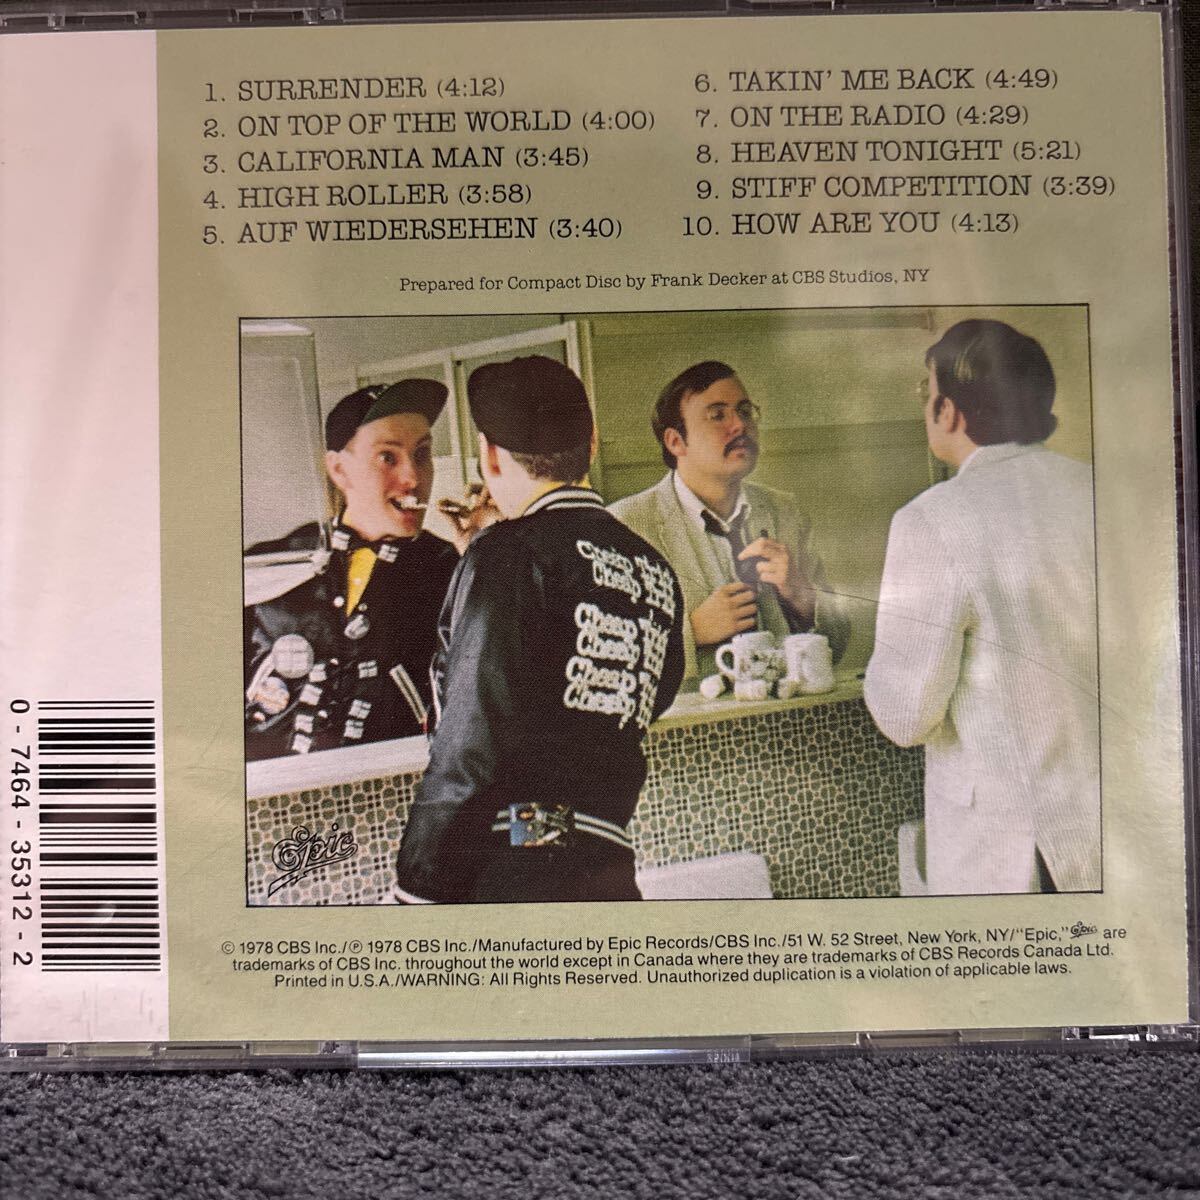 1. SURRENDER (4:12)
2. ON TOP OF THE WORLD (4:00)
3. CALIFORNIA MAN (3:45)
4. HIGH ROLLER (3:58)
5. AUF WIEDERSEHEN (3:40)
6. TAKIN' ME BACK (4:49)
7. ON THE RADIO (4:29)
8. HEAVEN TONIGHT (5:21)
9. STIFF COMPETITION (3:39)
10. HOW ARE YOU (4:13)
Prepared for Compact Disc by Frank Decker at CBS Studios, NY
Cheap Trick
Cheap Trick
Cheap Trick
Cheap Trick
Cheap Trick
Cheap Trick
Epic
0 - 7464 - 35312 - 2
© 1978 CBS Inc./℗ 1978 CBS Inc./Manufactured by Epic Records/CBS Inc./51 W. 52 Street, New York, NY/"Epic," Epic are
trademarks of CBS Inc. throughout the world except in Canada where they are trademarks of CBS Records Canada Ltd.
Printed in U.S.A./WARNING: All Rights Reserved. Unauthorized duplication is a violation of applicable laws.